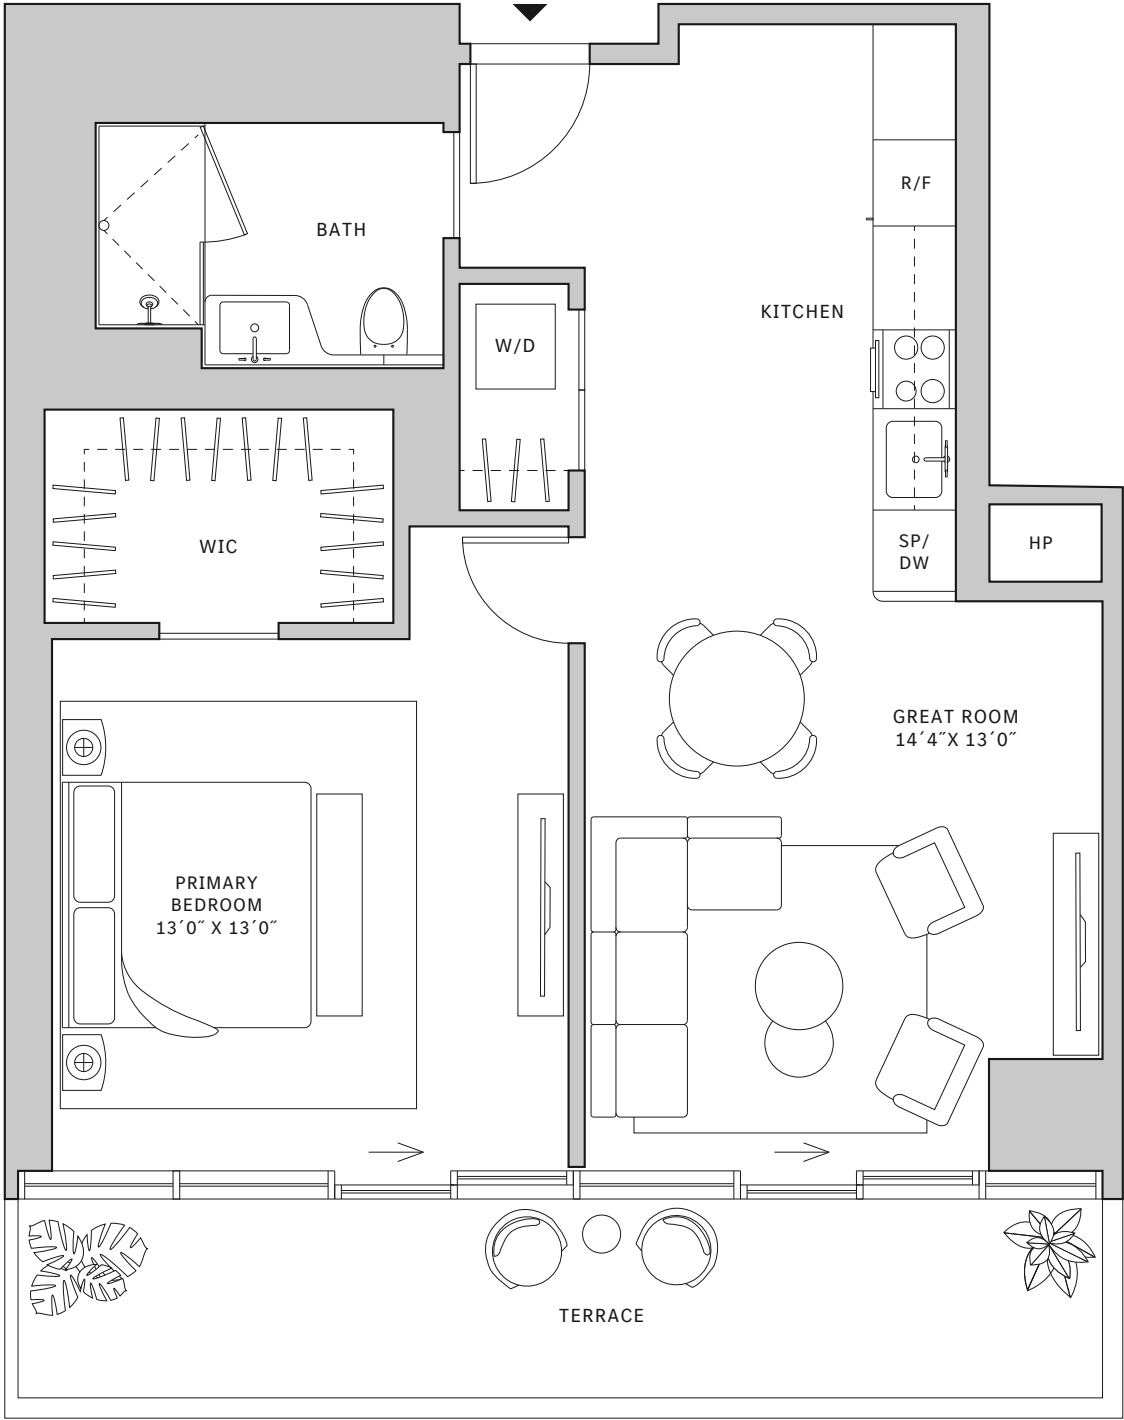 R/F
BATH
KITCHEN
W/D
WIC
SP/
DW
HP
GREAT ROOM
14´4˝X 13´0˝
PRIMARY
BEDROOM
13´0˝ X 13´0˝
TERRACE